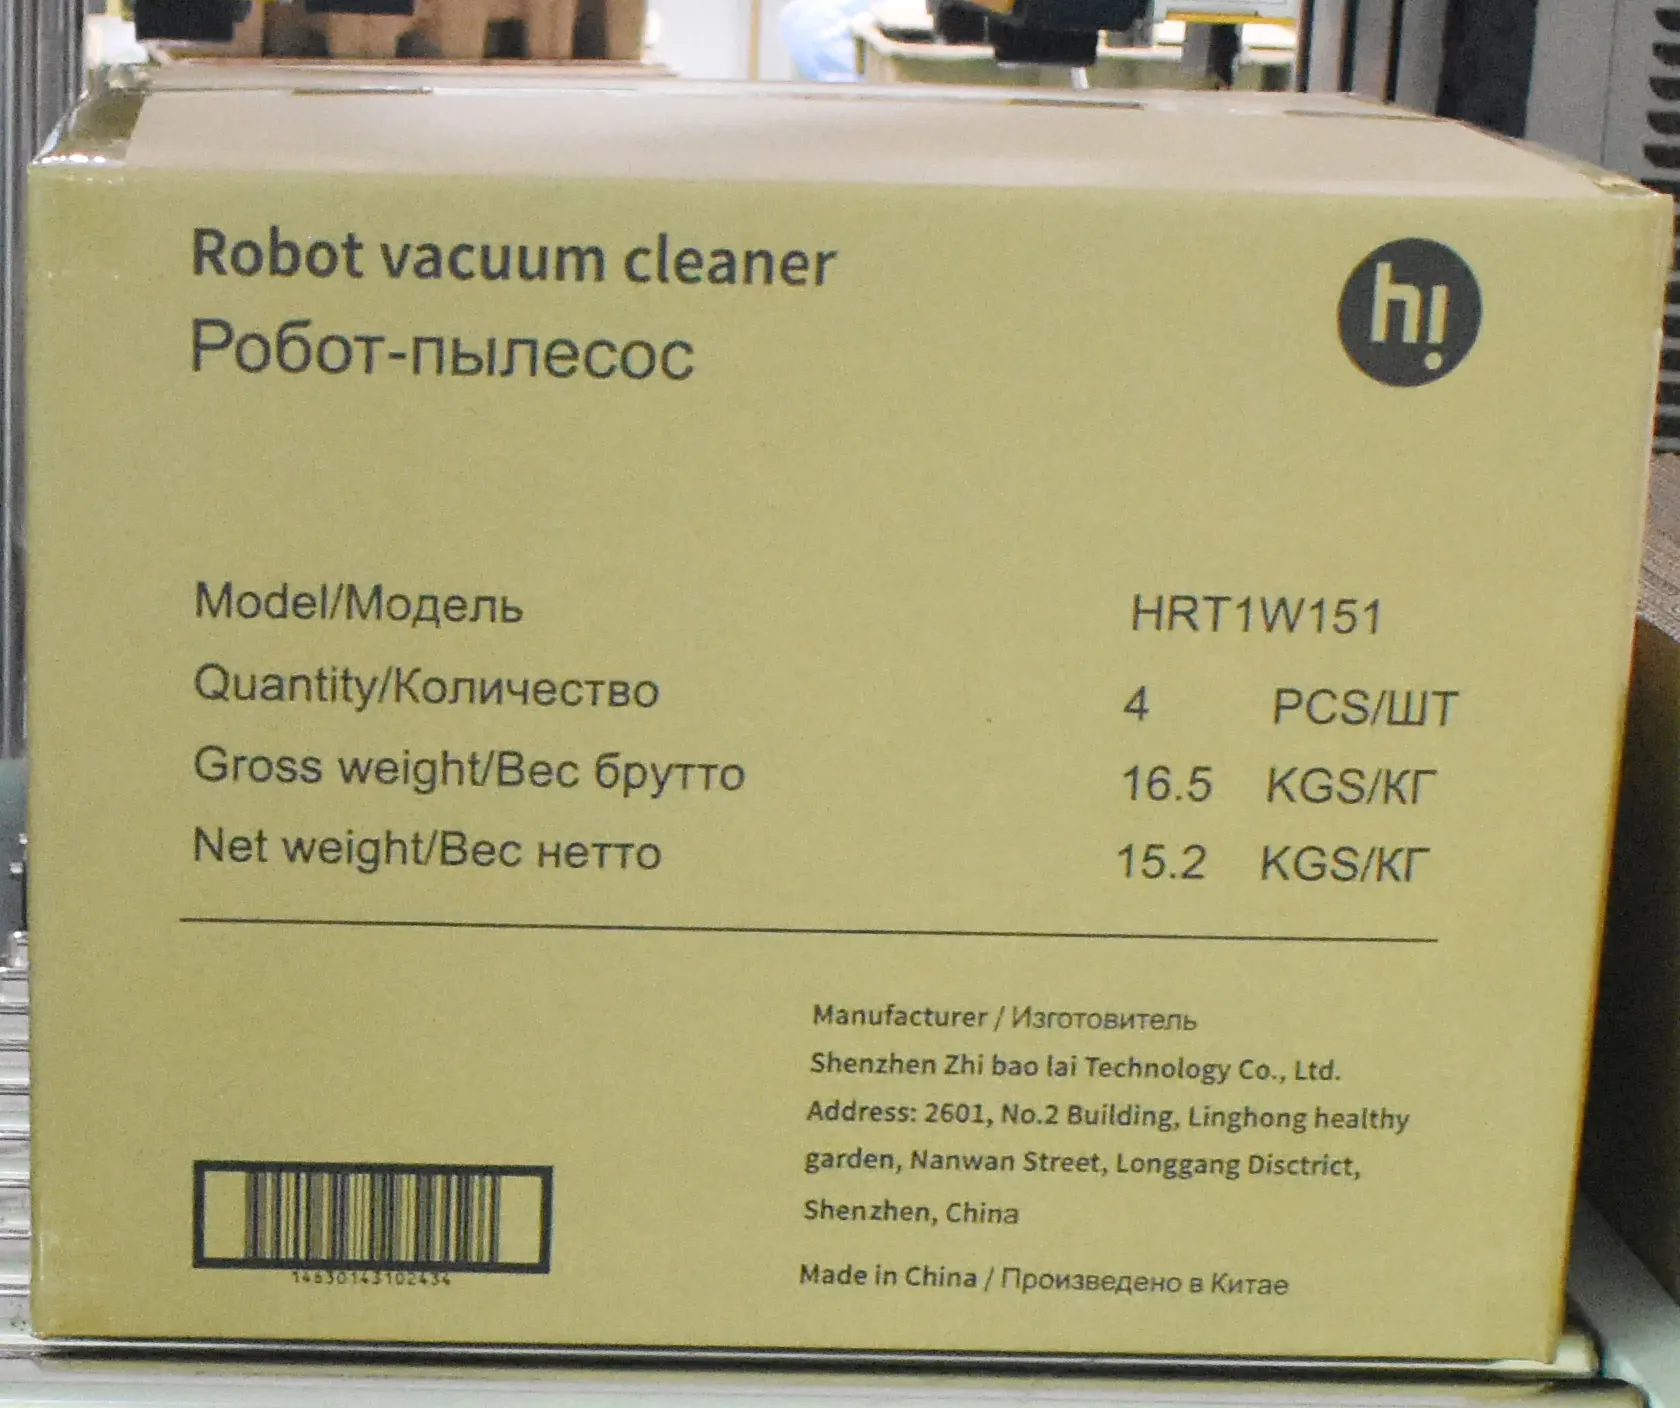 Robot vacuum cleaner
Робот-пылесос
hi
Model/Модель HRT1W151
Quantity/Количество 4 PCS/ШТ
Gross weight/Вес брутто 16.5 KGS/КГ
Net weight/Вес нетто 15.2 KGS/КГ
Manufacturer / Изготовитель
Shenzhen Zhi bao lai Technology Co., Ltd.
Address: 2601, No.2 Building, Linghong healthy
garden, Nanwan Street, Longgang Disctrict,
Shenzhen, China
Made in China / Произведено в Китае
14630143102434